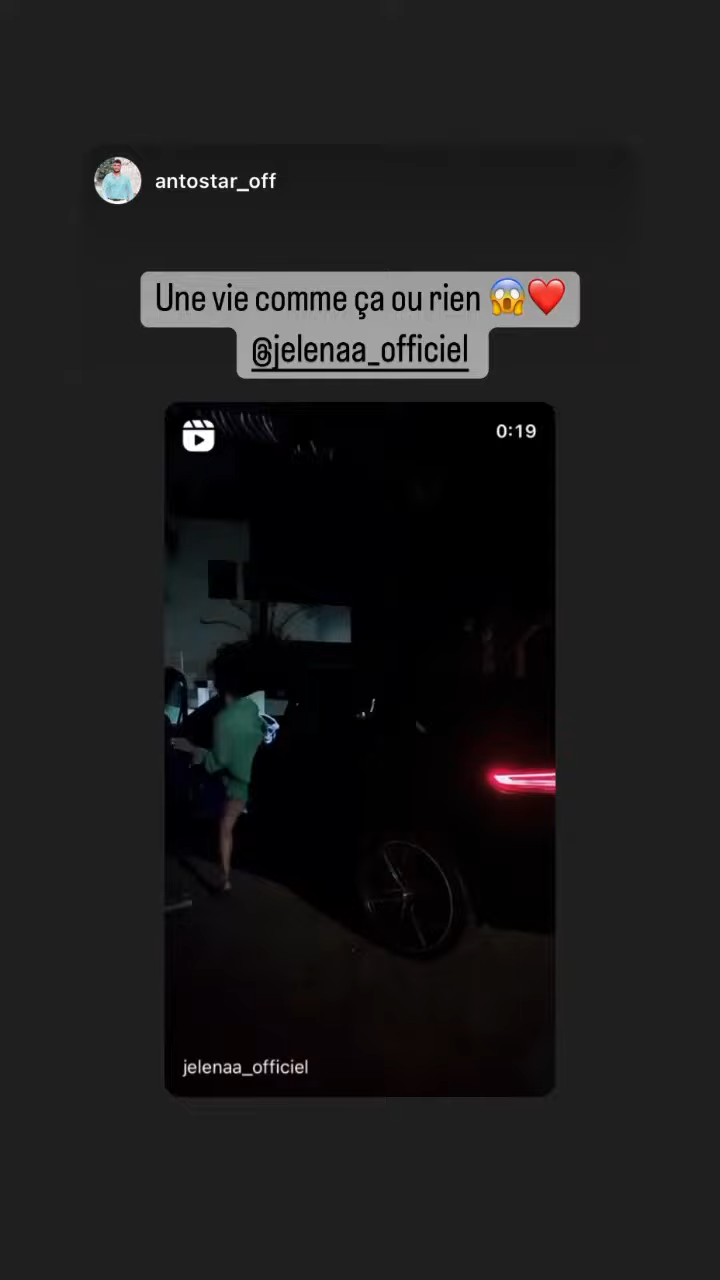 antostar_off
Une vie comme ça ou rien 😱❤️
@jelenaa_officiel
0:19
jelenaa_officiel